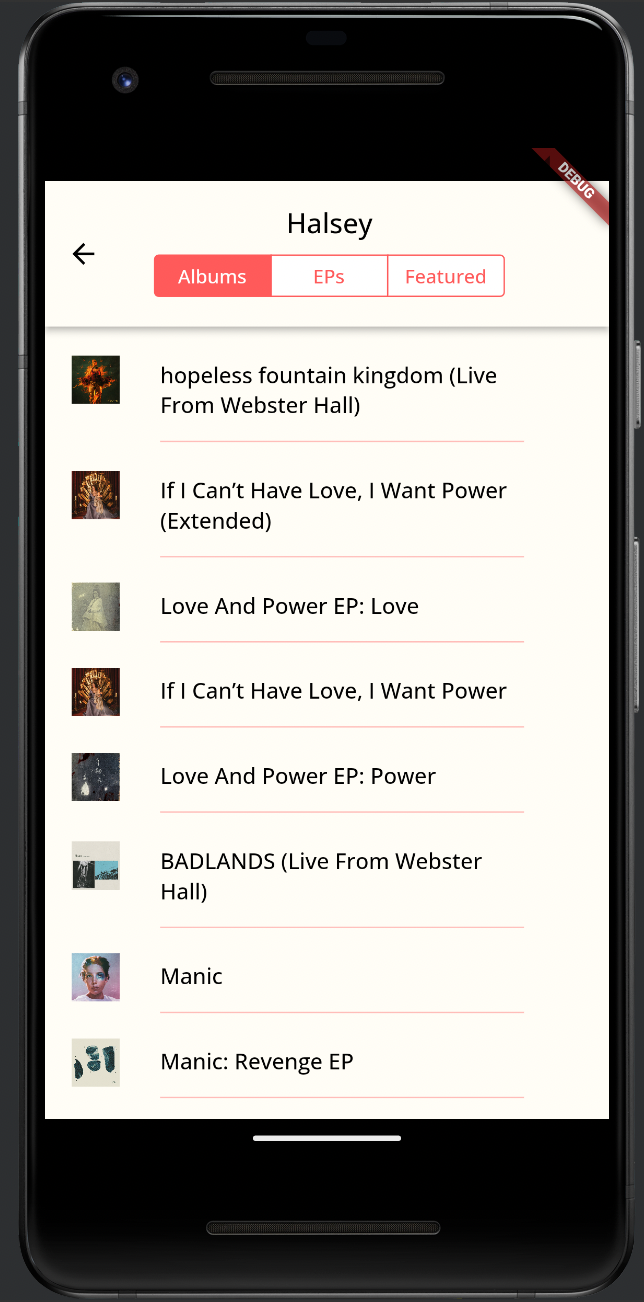 DEBUG
Halsey
Albums
EPs
Featured
hopeless fountain kingdom (Live
From Webster Hall)
If I Can’t Have Love, I Want Power
(Extended)
Love And Power EP: Love
If I Can’t Have Love, I Want Power
Love And Power EP: Power
BADLANDS (Live From Webster
Hall)
Manic
Manic: Revenge EP